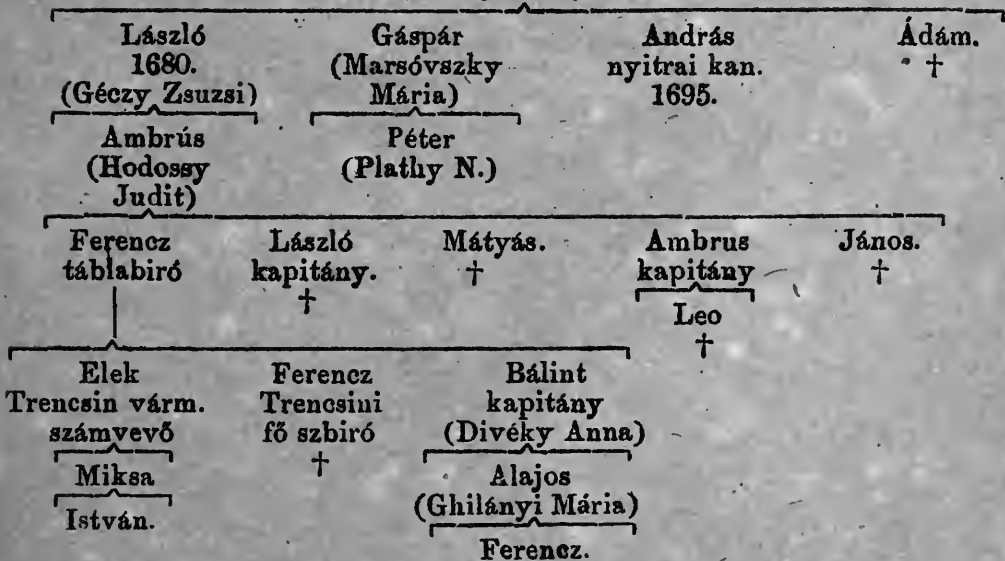 László Gáspár András Ádám.
1680. (Marsóvszky nyitrai kan. †
(Géczy Zsuzsi) Mária) 1695.
Ambrús Péter
(Hodossy (Plathy N.)
Judit)
Ferencz László Mátyás. Ambrus János.
táblabiró kapitány. † kapitány †
† Leo
†
Elek Ferencz Bálint
Trencsin várm. Trencsini kapitány
számvevő fő szbiró (Divéky Anna)
Miksa † Alajos
István. (Ghilányi Mária)
Ferencz.